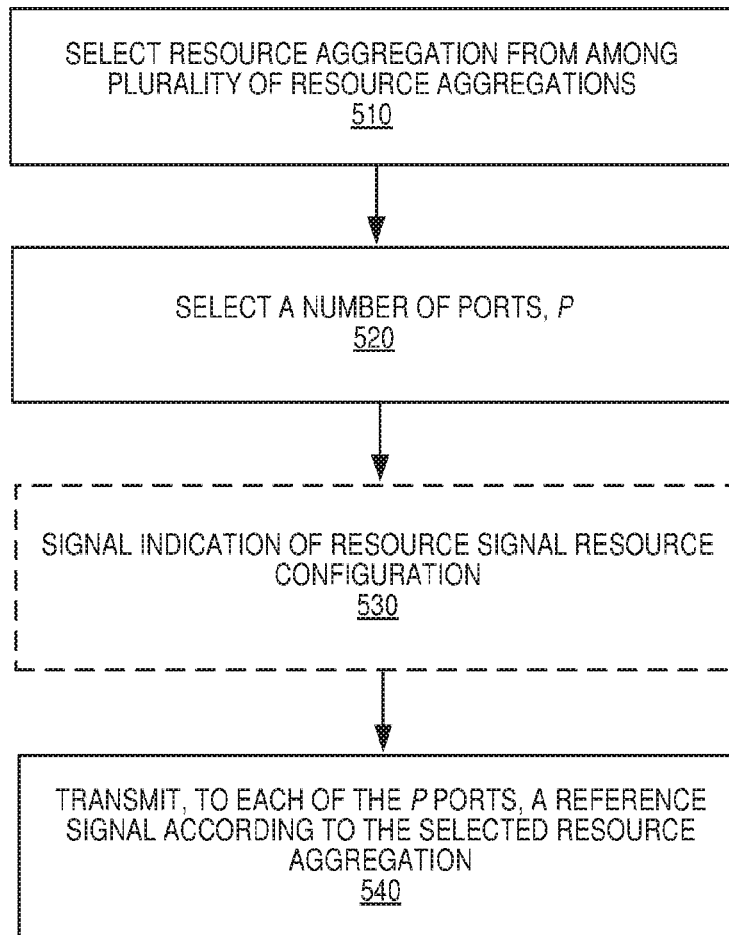 SELECT RESOURCE AGGREGATION FROM AMONG
PLURALITY OF RESOURCE AGGREGATIONS
510
SELECT A NUMBER OF PORTS, P
520
SIGNAL INDICATION OF RESOURCE SIGNAL RESOURCE
CONFIGURATION
530
TRANSMIT, TO EACH OF THE P PORTS, A REFERENCE
SIGNAL ACCORDING TO THE SELECTED RESOURCE
AGGREGATION
540